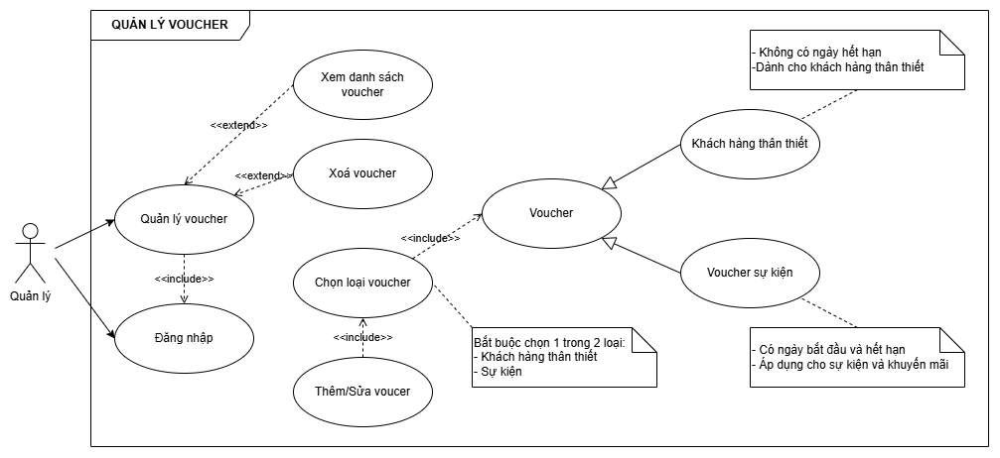 QUẢN LÝ VOUCHER
- Không có ngày hết hạn
-Dành cho khách hàng thân thiết
Xem danh sách
voucher
<<extend>>
Khách hàng thân thiết
Xoá voucher
<<extend>>
Quản lý voucher
Voucher
<<include>>
Quản lý
<<include>>
Chọn loại voucher
Voucher sự kiện
Đăng nhập
<<include>>
Bắt buộc chọn 1 trong 2 loại:
- Khách hàng thân thiết
- Sự kiện
- Có ngày bắt đầu và hết hạn
- Áp dụng cho sự kiện và khuyến mãi
Thêm/Sửa voucer